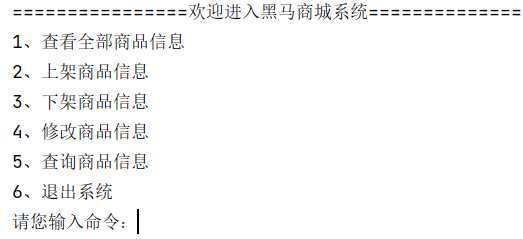 ================欢迎进入黑马商城系统==============
1、查看全部商品信息
2、上架商品信息
3、下架商品信息
4、修改商品信息
5、查询商品信息
6、退出系统
请您输入命令：